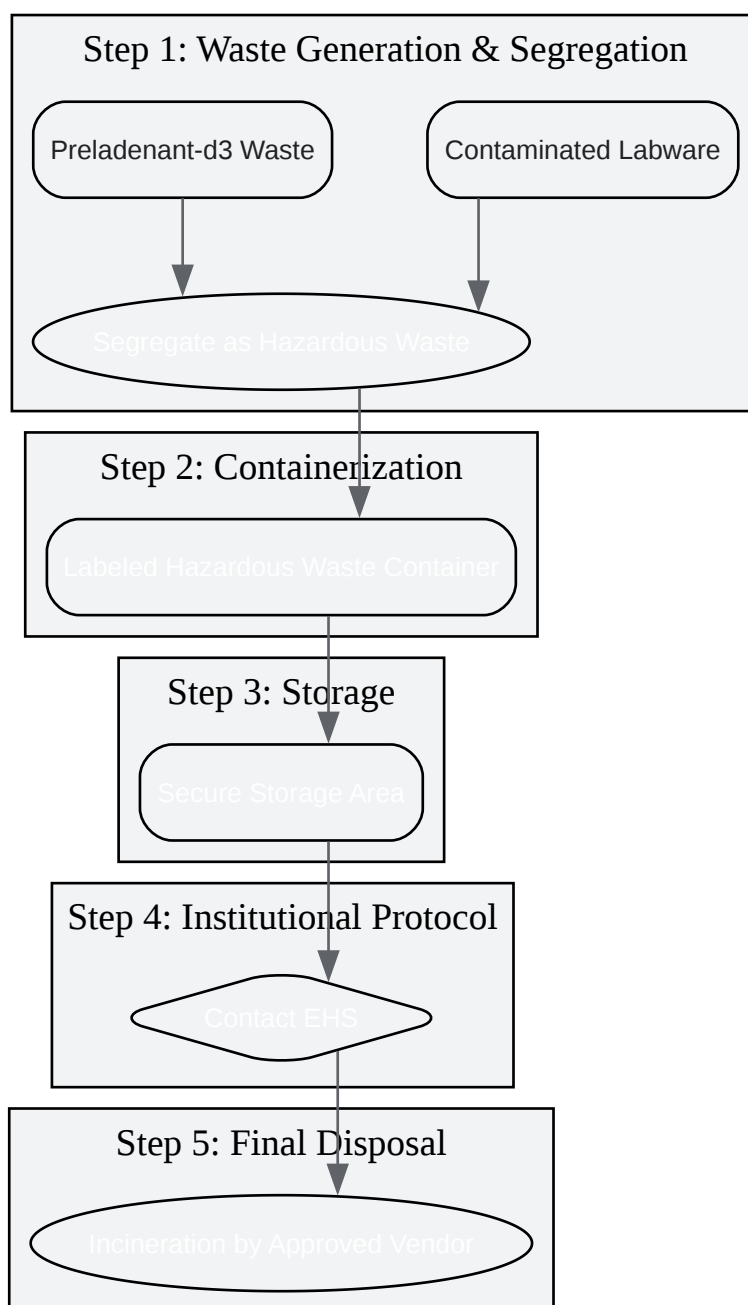 Step 1: Waste Generation & Segregation
Preladenant-d3 Waste
Contaminated Labware
Segregate as Hazardous Waste
Step 2: Containerization
Labeled Hazardous Waste Container
Step 3: Storage
Secure Storage Area
Step 4: Institutional Protocol
Contact EHS
Step 5: Final Disposal
Incineration by Approved Vendor